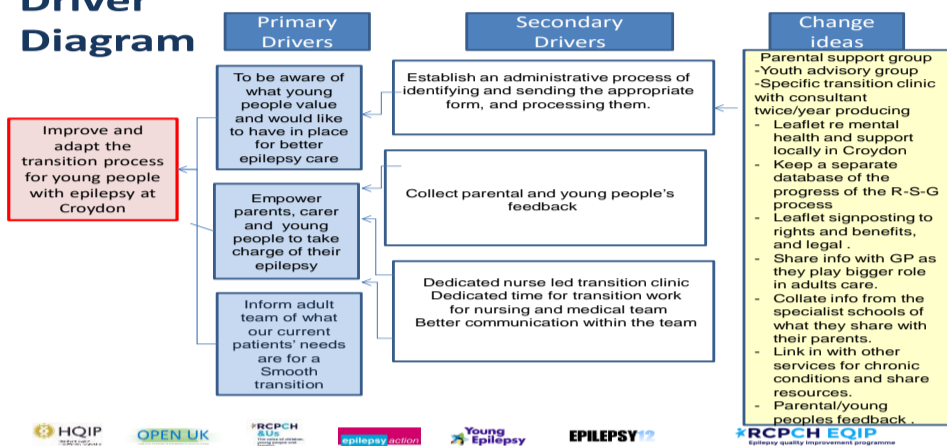 Driver
Diagram
Primary
Drivers
Secondary
Drivers
Change
ideas
Improve and
adapt the
transition process
for young people
with epilepsy at
Croydon
To be aware of
what young
people value
and would like
to have in place
for better
epilepsy care
Empower
parents, carer
and young
people to take
charge of their
epilepsy
Inform adult
team of what
our current
patients' needs
are for a
Smooth
transition
Establish an administrative process of
identifying and sending the appropriate
form, and processing them.
Collect parental and young people's
feedback
Dedicated nurse led transition clinic
Dedicated time for transition work
for nursing and medical team
Better communication within the team
Parental support group
-Youth advisory group
-Specific transition clinic
with consultant
twice/year producing
- Leaflet re mental
health and support
locally in Croydon
- Keep a separate
database of the
progress of the R-S-G
process
- Leaflet signposting to
rights and benefits,
and legal .
- Share info with GP as
they play bigger role
in adults care.
- Collate info from the
specialist schools of
what they share with
their parents.
- Link in with other
services for chronic
conditions and share
resources.
- Parental/young
peoples feedback .
HQIP
OPEN UK
RCPCH
&Us
epilepsy action
Young
Epilepsy
EPILEPSY12
RCPCH EQIP
Epilepsy quality improvement programme